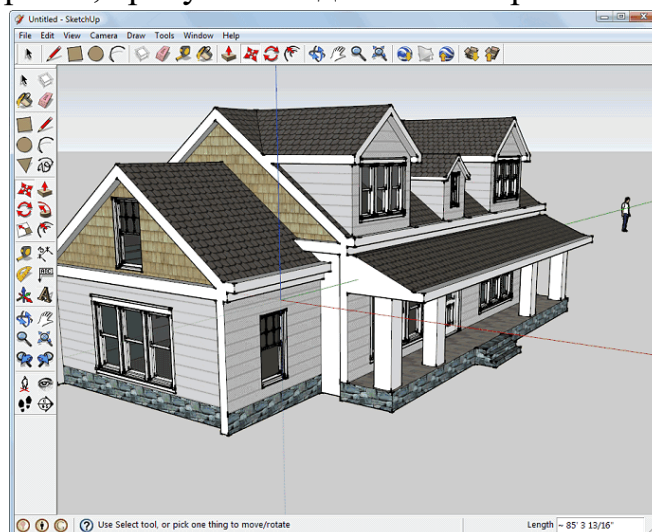 Untitled - SketchUp
File Edit View Camera Draw Tools Window Help
ABC
Use Select tool, or pick one thing to move/rotate
Length ~ 85' 3 13/16"